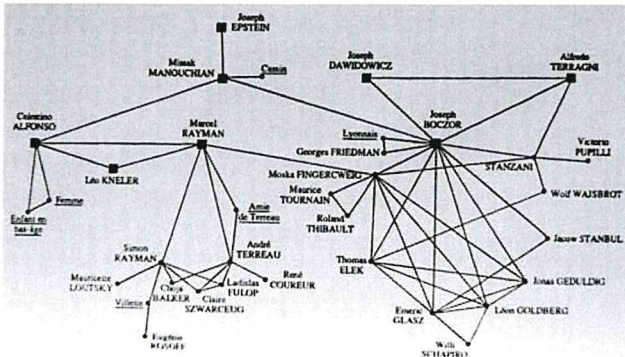 Joseph
EPSTEIN
Missak
MANOUCHIAN
Camin
Joseph
DAWIDOWICZ
Alfredo
TERRAGNI
Celestino
ALFONSO
Marcel
RAYMAN
Lyonnais
Georges FRIEDMAN
Joseph
BOCZOR
Victorio
PUPILLI
Léo KNELER
Moska FINGERCWEIG
STANZANI
Femme
Enfant en
bas-âge
Amie
de Terreau
Maurice
TOURNAIN
Roland
THIBAULT
Wolf WAJSBROT
Jacow STANBUL
Simon
RAYMAN
André
TERREAU
Thomas
ELEK
Mauricette
LOUTSKY
Chaja
BALKER
Ladislas
FULOP
René
COUREUR
Jonas GEDULDIG
Villette
Claire
SZWARCEUG
Emeric
GLASZ
Léon GOLDBERG
Eugénie
Willi
SCHAPIRO